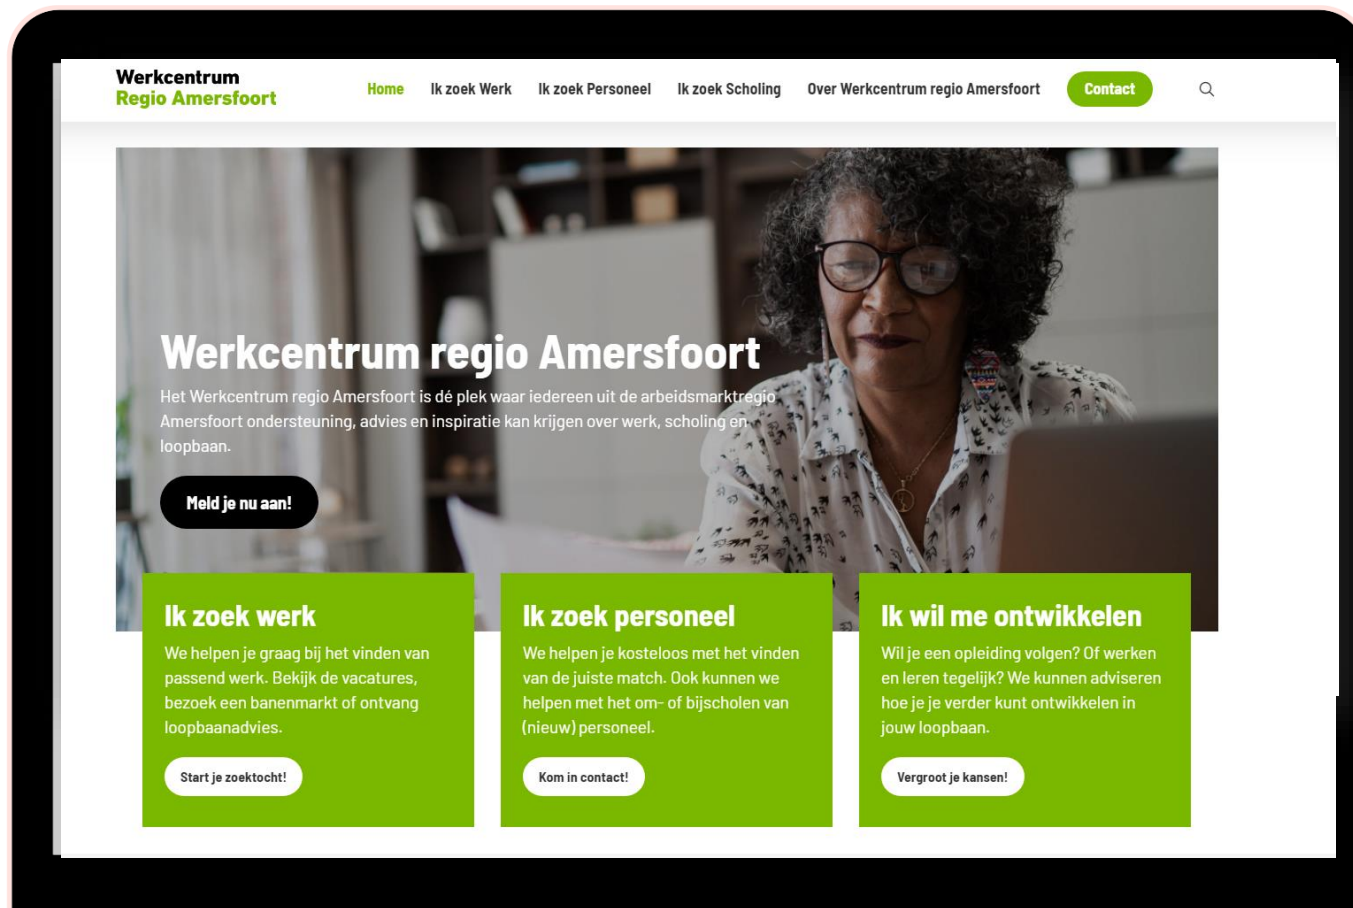 Werkcentrum
Regio Amersfoort
Home Ik zoek Werk Ik zoek Personeel Ik zoek Scholing Over Werkcentrum regio Amersfoort Contact
Werkcentrum regio Amersfoort
Het Werkcentrum regio Amersfoort is dé plek waar iedereen uit de arbeidsmarktregio
Amersfoort ondersteuning, advies en inspiratie kan krijgen over werk, scholing en
loopbaan.
Meld je nu aan!
Ik zoek werk
We helpen je graag bij het vinden van
passend werk. Bekijk de vacatures,
bezoek een banenmarkt of ontvang
loopbaanadvies.
Start je zoektocht!
Ik zoek personeel
We helpen je kosteloos met het vinden
van de juiste match. Ook kunnen we
helpen met het om- of bijscholen van
(nieuw) personeel.
Kom in contact!
Ik wil me ontwikkelen
Wil je een opleiding volgen? Of werken
en leren tegelijk? We kunnen adviseren
hoe je je verder kunt ontwikkelen in
jouw loopbaan.
Vergroot je kansen!